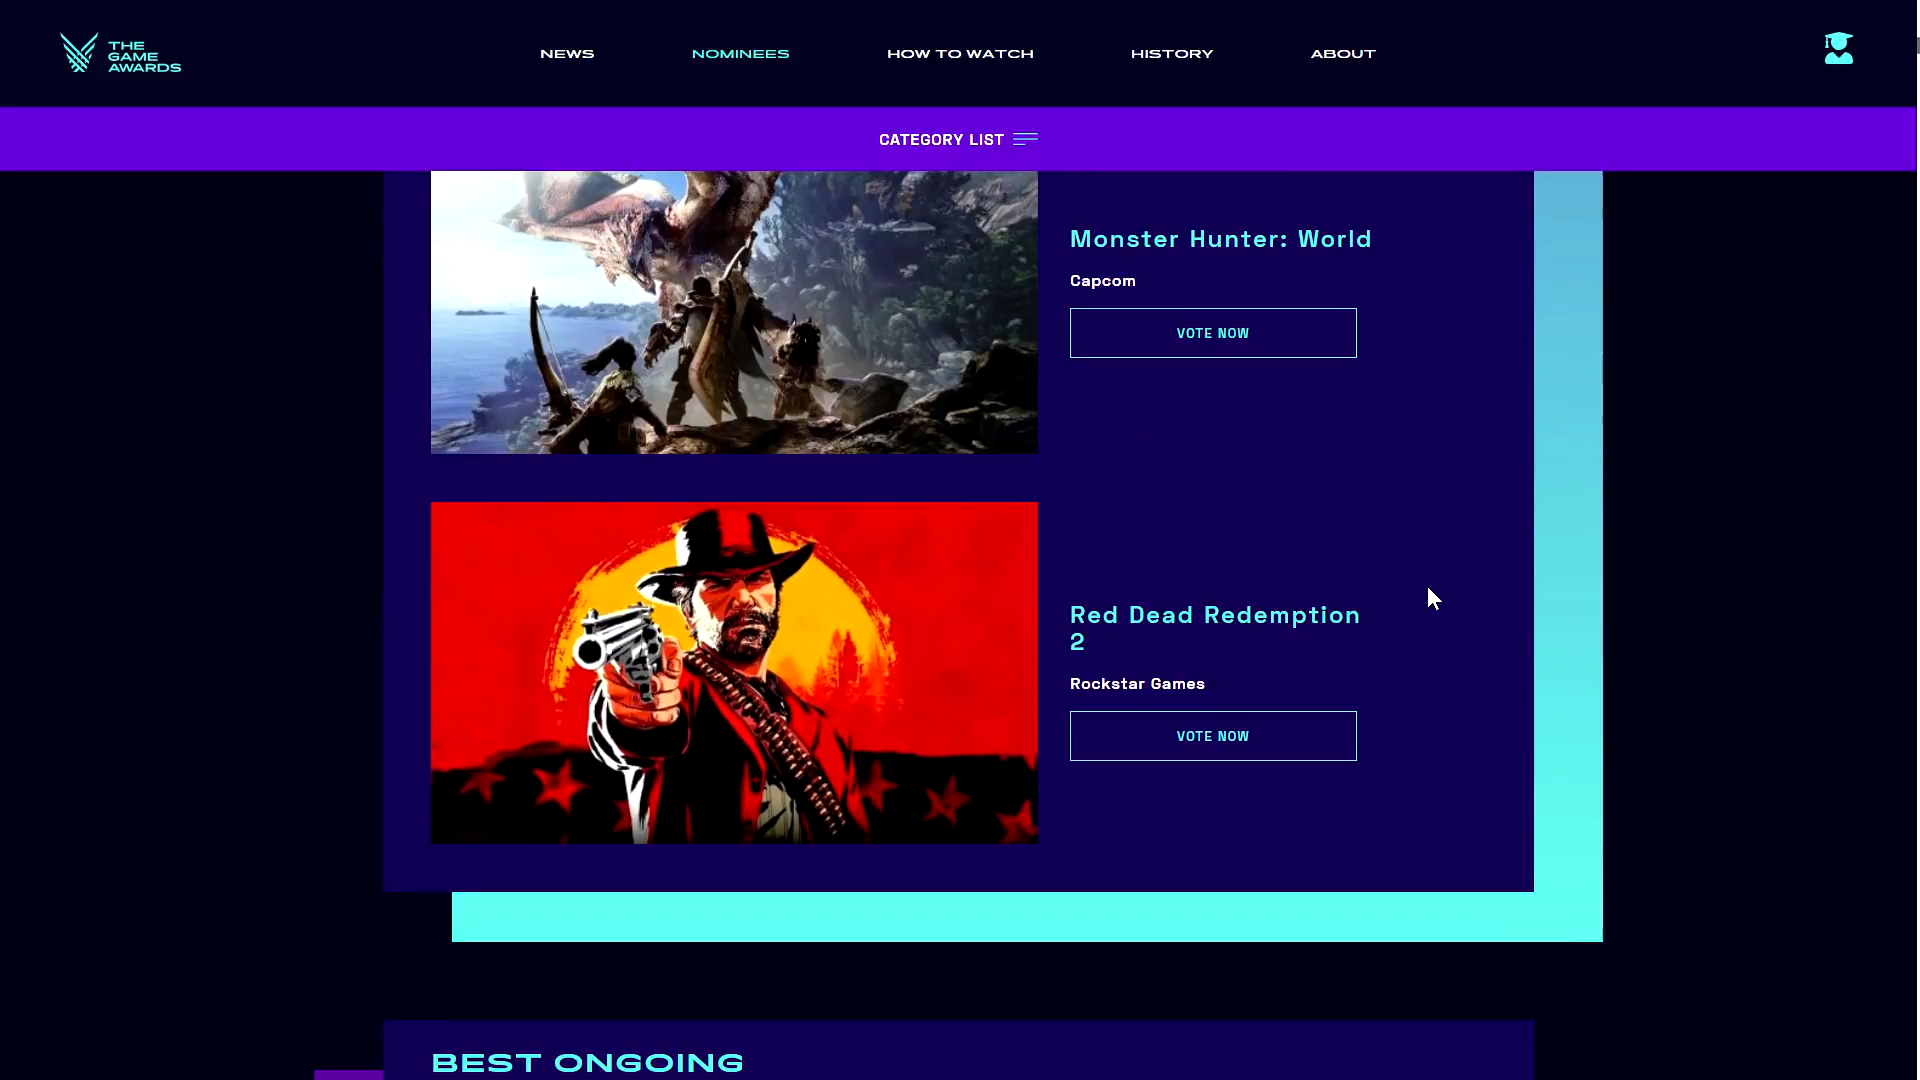 THE
GAME
AWARDS
NEWS
NOMINEES
HOW TO WATCH
HISTORY
ABOUT
CATEGORY LIST
Monster Hunter: World
Capcom
VOTE NOW
Red Dead Redemption
2
Rockstar Games
VOTE NOW
BEST ONGOING